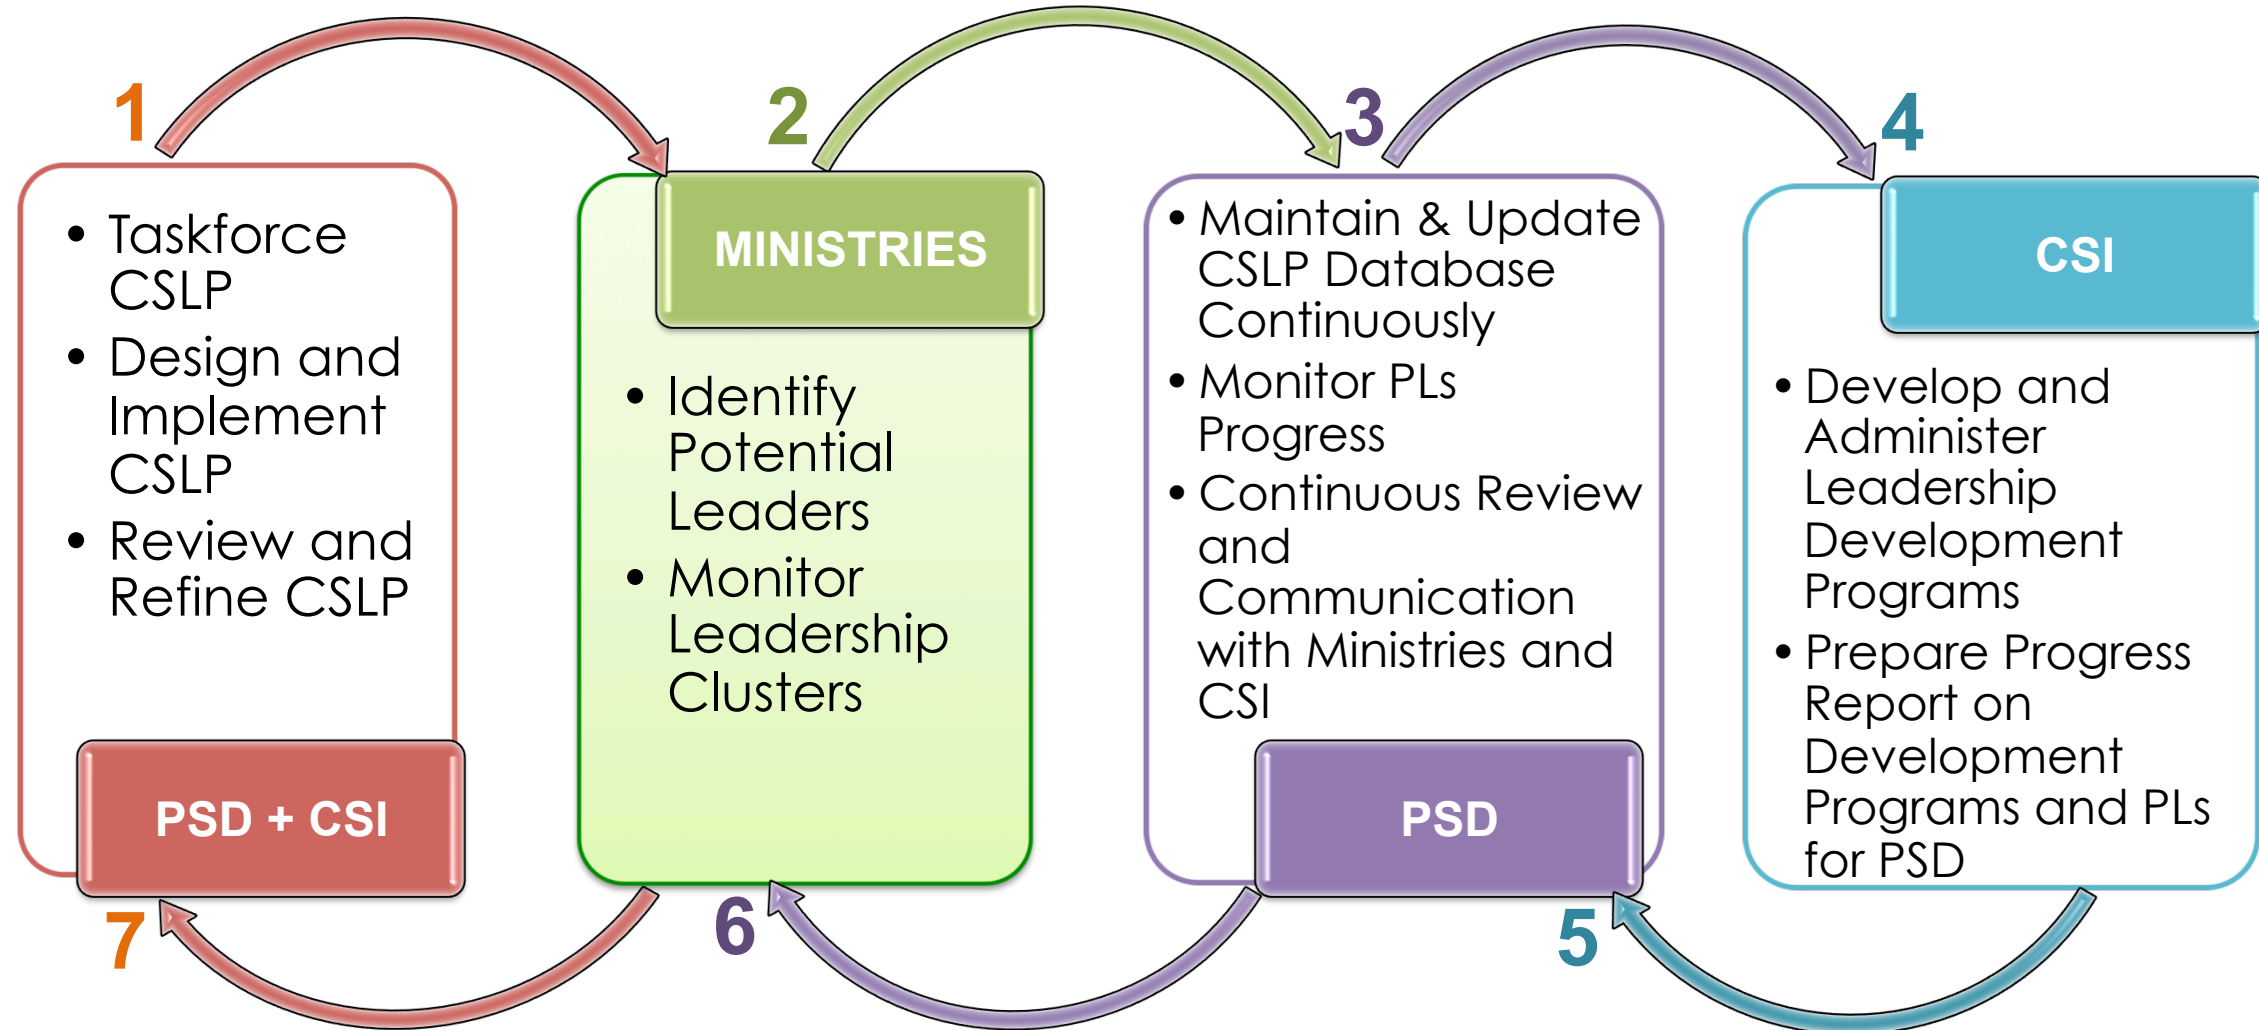 1
• Taskforce
CSLP
• Design and
Implement
CSLP
• Review and
Refine CSLP
PSD + CSI
2
MINISTRIES
• Identify
Potential
Leaders
• Monitor
Leadership
Clusters
3
• Maintain & Update
CSLP Database
Continuously
• Monitor PLs
Progress
• Continuous Review
and
Communication
with Ministries and
CSI
PSD
4
CSI
• Develop and
Administer
Leadership
Development
Programs
• Prepare Progress
Report on
Development
Programs and PLs
for PSD
5
6
7